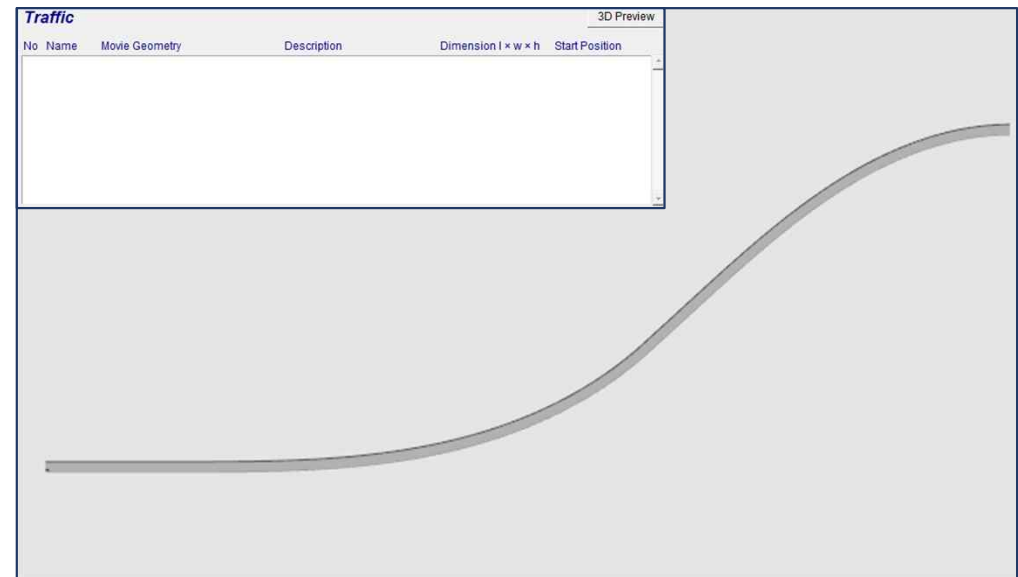 Traffic
3D Preview
No Name Movie Geometry Description Dimension l × w × h Start Position